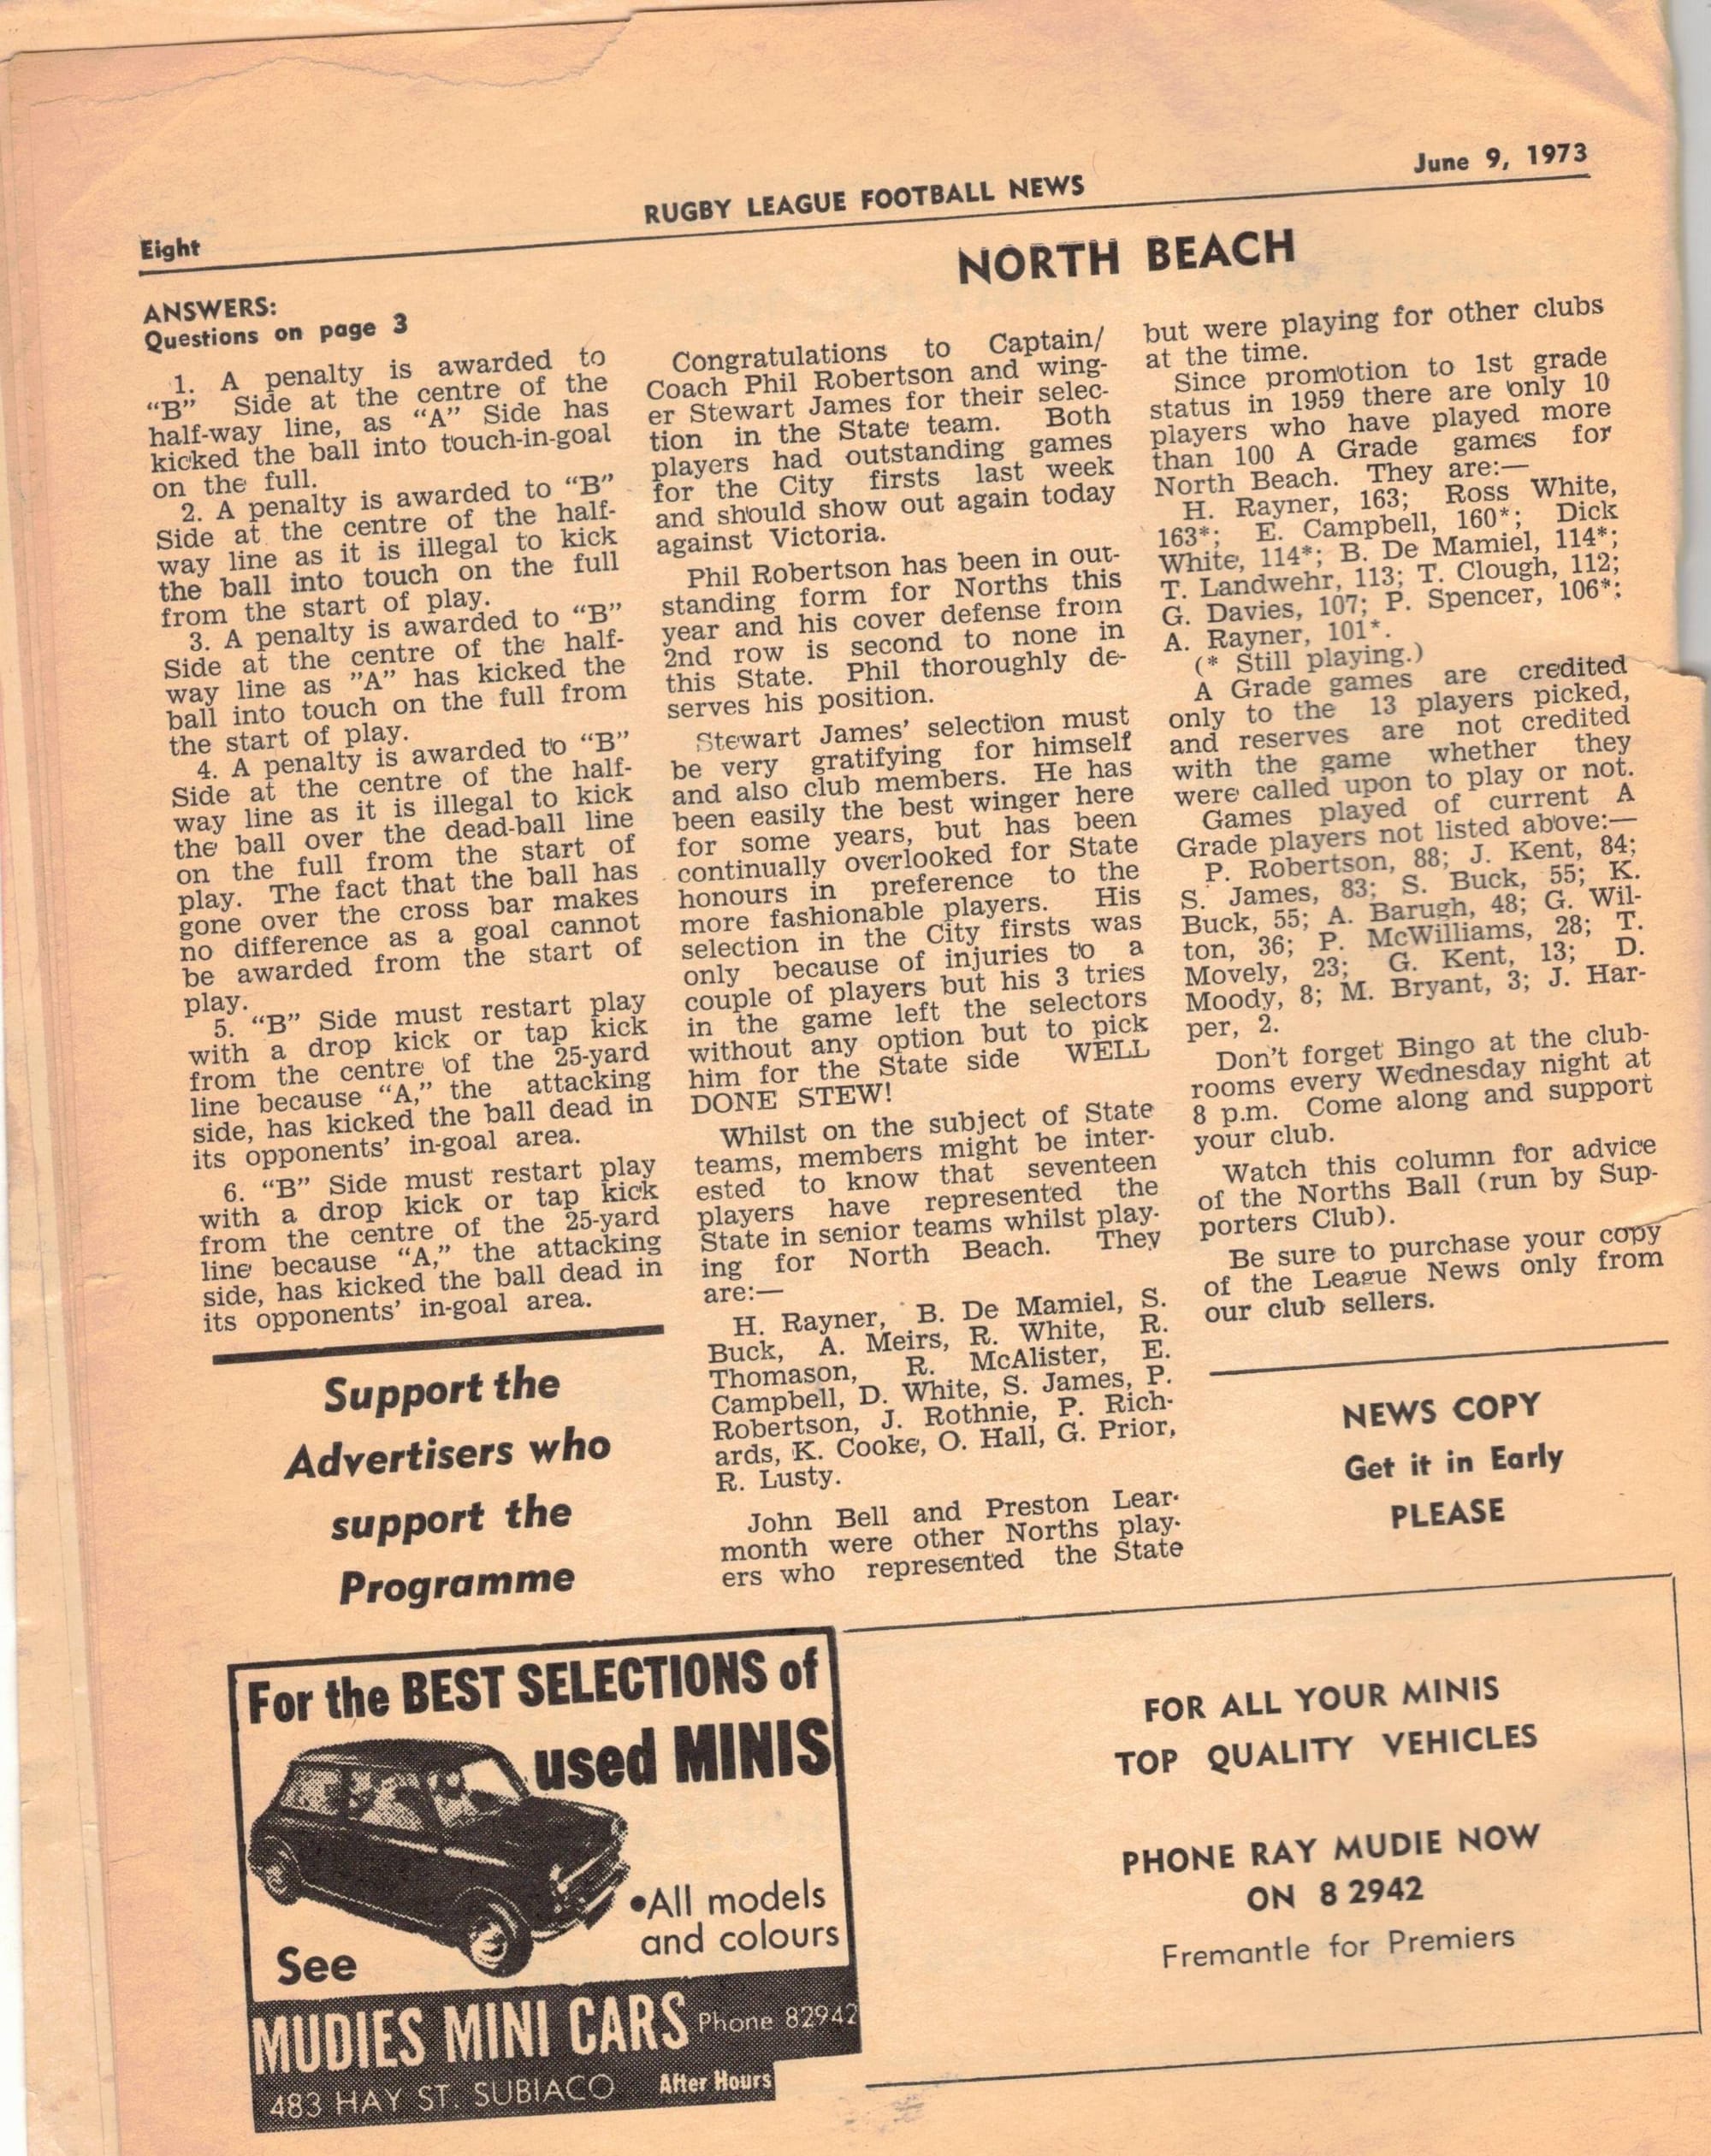 Eight
RUGBY LEAGUE FOOTBALL NEWS
June 9, 1973
ANSWERS:
Questions on page 3
1. A penalty is awarded to
“B” Side at the centre of the
half-way line, as “A” Side has
kicked the ball into touch-in-goal
on the full.
2. A penalty is awarded to “B”
Side at the centre of the half-
way line as it is illegal to kick
the ball into touch on the full
from the start of play.
3. A penalty is awarded to “B”
Side at the centre of the half-
way line as "A" has kicked the
ball into touch on the full from
the start of play.
4. A penalty is awarded to “B”
Side at the centre of the half-
way line as it is illegal to kick
the ball over the dead-ball line
on the full from the start of
play. The fact that the ball has
gone over the cross bar makes
no difference as a goal cannot
be awarded from the start of
play.
5. “B” Side must restart play
with a drop kick or tap kick
from the centre of the 25-yard
line because “A,” the attacking
side, has kicked the ball dead in
its opponents’ in-goal area.
6. “B” Side must restart play
with a drop kick or tap kick
from the centre of the 25-yard
line because “A,” the attacking
side, has kicked the ball dead in
its opponents’ in-goal area.
Support the
Advertisers who
support the
Programme
NORTH BEACH
Congratulations to Captain/
Coach Phil Robertson and wing-
er Stewart James for their selec-
tion in the State team. Both
players had outstanding games
for the City firsts last week
and should show out again today
against Victoria.
Phil Robertson has been in out-
standing form for Norths this
year and his cover defense from
2nd row is second to none in
this State. Phil thoroughly de-
serves his position.
Stewart James’ selection must
be very gratifying for himself
and also club members. He has
been easily the best winger here
for some years, but has been
continually overlooked for State
honours in preference to the
more fashionable players. His
selection in the City firsts was
only because of injuries to a
couple of players but his 3 tries
in the game left the selectors
without any option but to pick
him for the State side WELL
DONE STEW!
Whilst on the subject of State
teams, members might be inter-
ested to know that seventeen
players have represented the
State in senior teams whilst play-
ing for North Beach. They
are:—
H. Rayner, B. De Mamiel, S.
Buck, A. Meirs, R. White, R.
Thomason, R. McAlister, E.
Campbell, D. White, S. James, P.
Robertson, J. Rothnie, P. Rich-
ards, K. Cooke, O. Hall, G. Prior,
R. Lusty.
John Bell and Preston Lear-
month were other Norths play-
ers who represented the State
but were playing for other clubs
at the time.
Since promotion to 1st grade
status in 1959 there are only 10
players who have played more
than 100 A Grade games for
North Beach. They are:—
H. Rayner, 163; Ross White,
163*; E. Campbell, 160*; Dick
White, 114*; B. De Mamiel, 114*;
T. Landwehr, 113; T. Clough, 112;
G. Davies, 107; P. Spencer, 106*;
A. Rayner, 101*.
(* Still playing.)
A Grade games are credited
only to the 13 players picked,
and reserves are not credited
with the game whether they
were called upon to play or not.
Games played of current A
Grade players not listed above:—
P. Robertson, 88; J. Kent, 84;
S. James, 83; S. Buck, 55; K.
Buck, 55; A. Barugh, 48; G. Wil-
ton, 36; P. McWilliams, 28; T.
Movely, 23; G. Kent, 13; D.
Moody, 8; M. Bryant, 3; J. Har-
per, 2.
Don’t forget Bingo at the club-
rooms every Wednesday night at
8 p.m. Come along and support
your club.
Watch this column for advice
of the Norths Ball (run by Sup-
porters Club).
Be sure to purchase your copy
of the League News only from
our club sellers.
NEWS COPY
Get it in Early
PLEASE
For the BEST SELECTIONS of
used MINIS
•All models
and colours
See
MUDIES MINI CARS Phone 82942
483 HAY ST. SUBIACO After Hours
FOR ALL YOUR MINIS
TOP QUALITY VEHICLES
PHONE RAY MUDIE NOW
ON 8 2942
Fremantle for Premiers